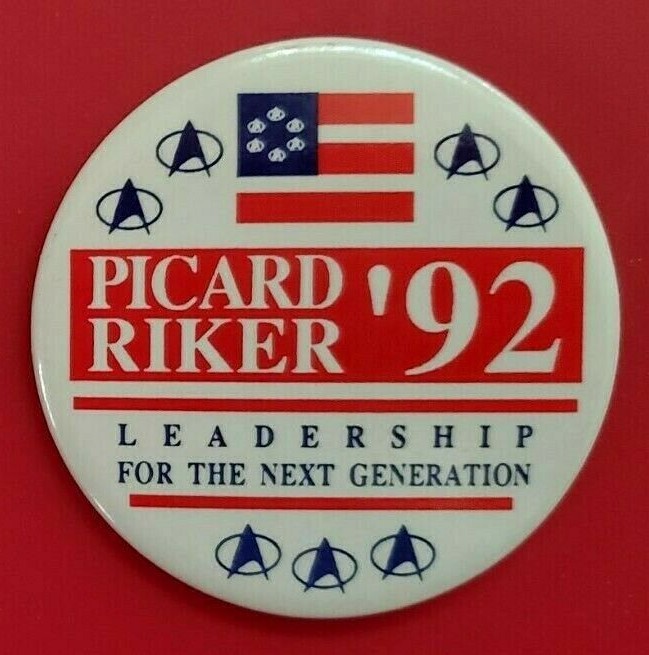 PICARD
RIKER '92
LEADERSHIP
FOR THE NEXT GENERATION